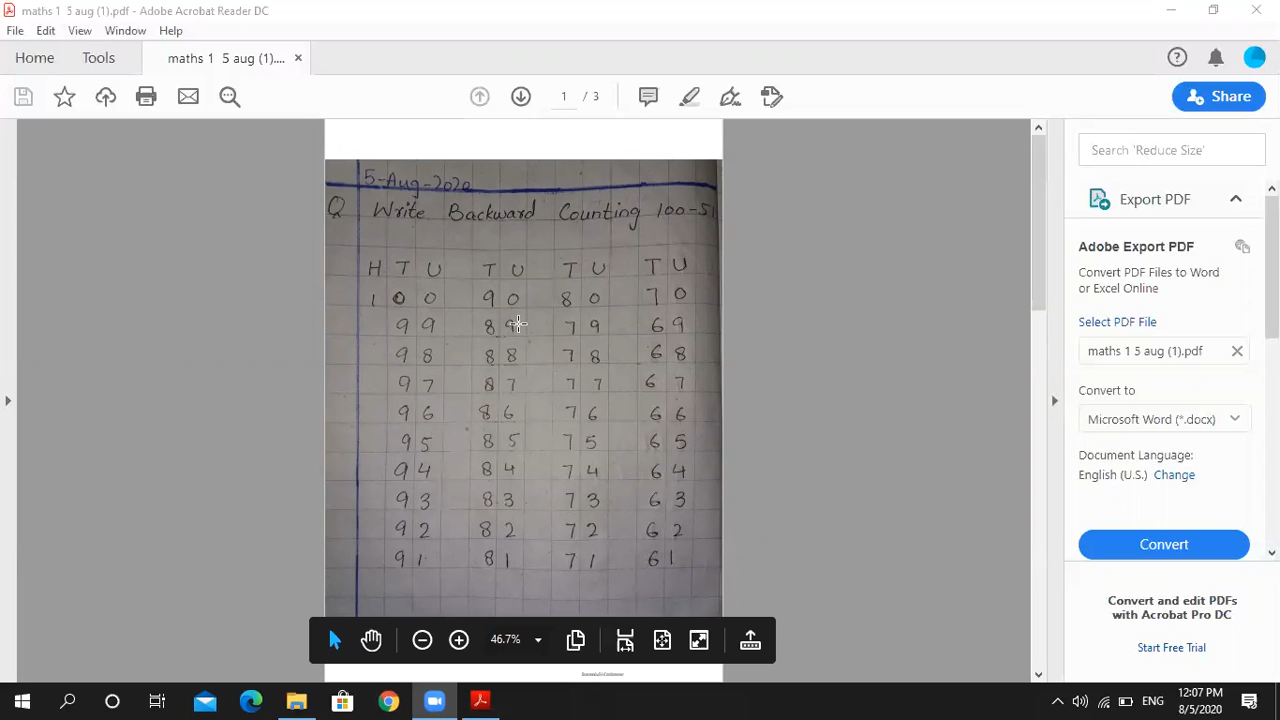 maths 1 5 aug (1).pdf - Adobe Acrobat Reader DC
File Edit View Window Help
Home Tools maths 1 5 aug (1)....
1 / 3 Share
5-Aug-2020
Q Write Backward Counting 100-51
H T U T U T U T U
1 0 0 9 0 8 0 7 0
9 9 8 9 7 9 6 9
9 8 8 8 7 8 6 8
9 7 8 7 7 7 6 7
9 6 8 6 7 6 6 6
9 5 8 5 7 5 6 5
9 4 8 4 7 4 6 4
9 3 8 3 7 3 6 3
9 2 8 2 7 2 6 2
9 1 8 1 7 1 6 1
46.7%
Search 'Reduce Size'
Export PDF
Adobe Export PDF
Convert PDF Files to Word
or Excel Online
Select PDF File
maths 1 5 aug (1).pdf
Convert to
Microsoft Word (*.docx)
Document Language:
English (U.S.) Change
Convert
Convert and edit PDFs
with Acrobat Pro DC
Start Free Trial
ENG
12:07 PM
8/5/2020